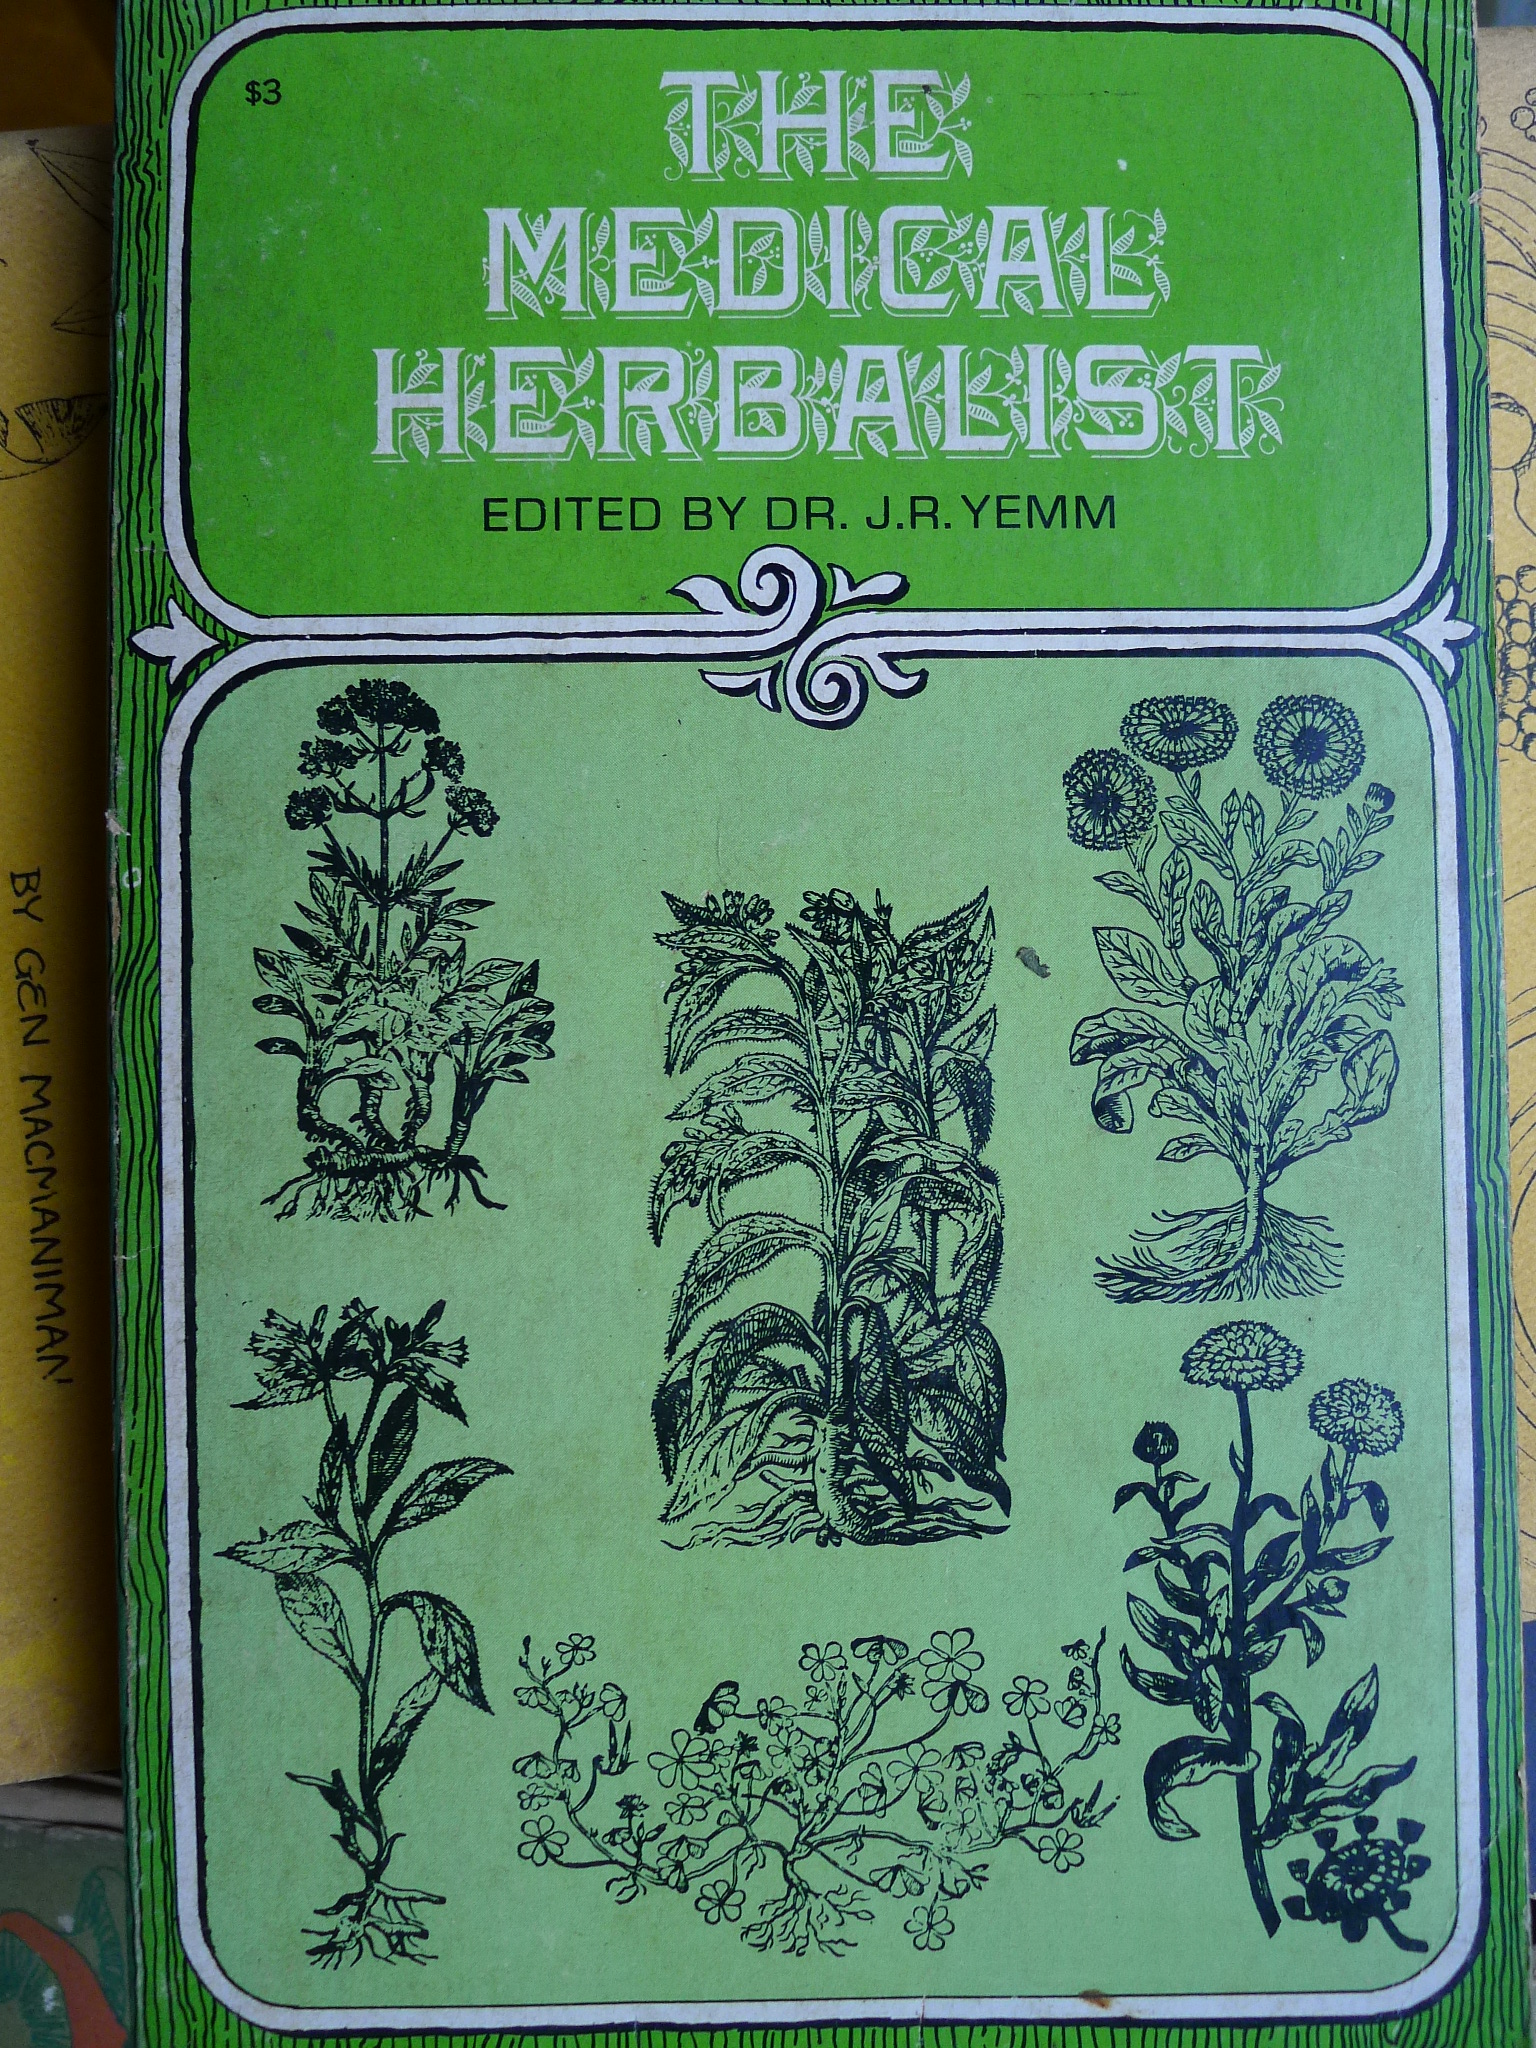 $3
THE
MEDICAL
HERBALIST
EDITED BY DR. J.R. YEMM
BY GEN MACMANIMAN